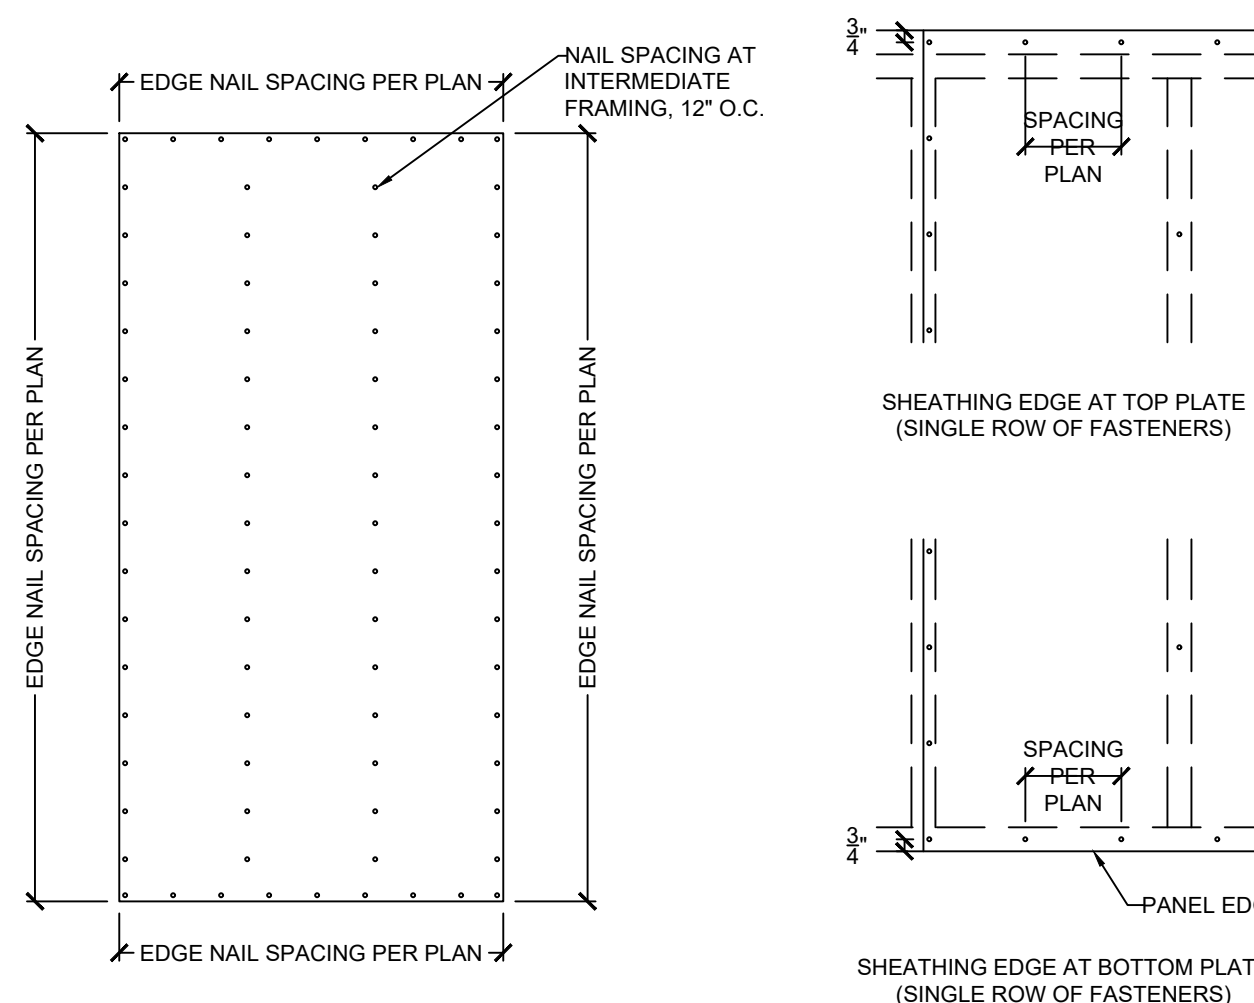 EDGE NAIL SPACING PER PLAN
NAIL SPACING AT
INTERMEDIATE
FRAMING, 12" O.C.
EDGE NAIL SPACING PER PLAN
EDGE NAIL SPACING PER PLAN
EDGE NAIL SPACING PER PLAN
3/4"
SPACING
PER
PLAN
SHEATHING EDGE AT TOP PLATE
(SINGLE ROW OF FASTENERS)
SPACING
PER
PLAN
3/4"
PANEL
SHEATHING EDGE AT BOTTOM
(SINGLE ROW OF FASTENERS)